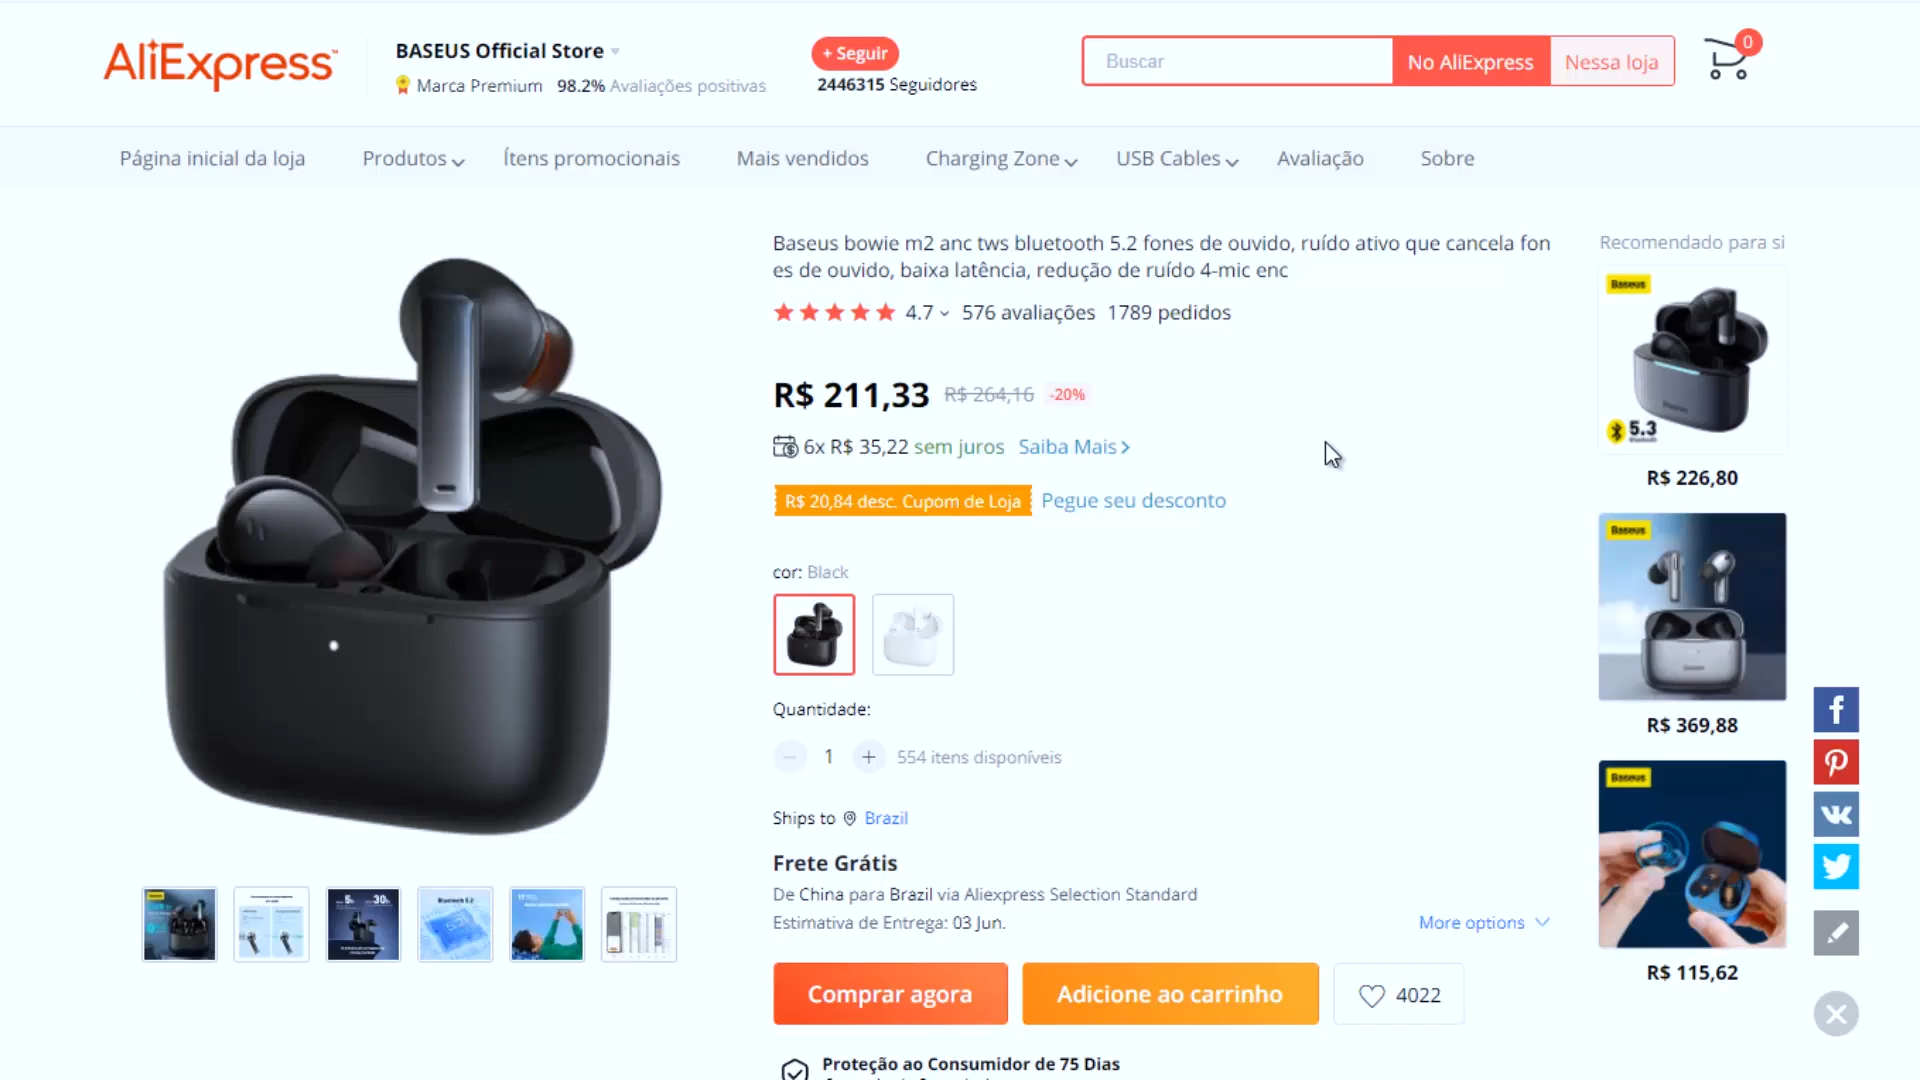 AliExpress™
BASEUS Official Store
Marca Premium 98.2% Avaliações positivas
+ Seguir
2446315 Seguidores
Buscar
No AliExpress
Nessa loja
0
Página inicial da loja
Produtos
Ítens promocionais
Mais vendidos
Charging Zone
USB Cables
Avaliação
Sobre
Baseus bowie m2 anc tws bluetooth 5.2 fones de ouvido, ruído ativo que cancela fon
es de ouvido, baixa latência, redução de ruído 4-mic enc
4.7 576 avaliações 1789 pedidos
R$ 211,33 R$ 264,16 -20%
6x R$ 35,22 sem juros Saiba Mais
R$ 20,84 desc. Cupom de Loja Pegue seu desconto
cor: Black
Quantidade:
1
554 itens disponíveis
Ships to Brazil
Frete Grátis
De China para Brazil via Aliexpress Selection Standard
Estimativa de Entrega: 03 Jun.
More options
Comprar agora
Adicione ao carrinho
4022
Proteção ao Consumidor de 75 Dias
Recomendado para si
Baseus
5.3
R$ 226,80
Baseus
R$ 369,88
Baseus
R$ 115,62